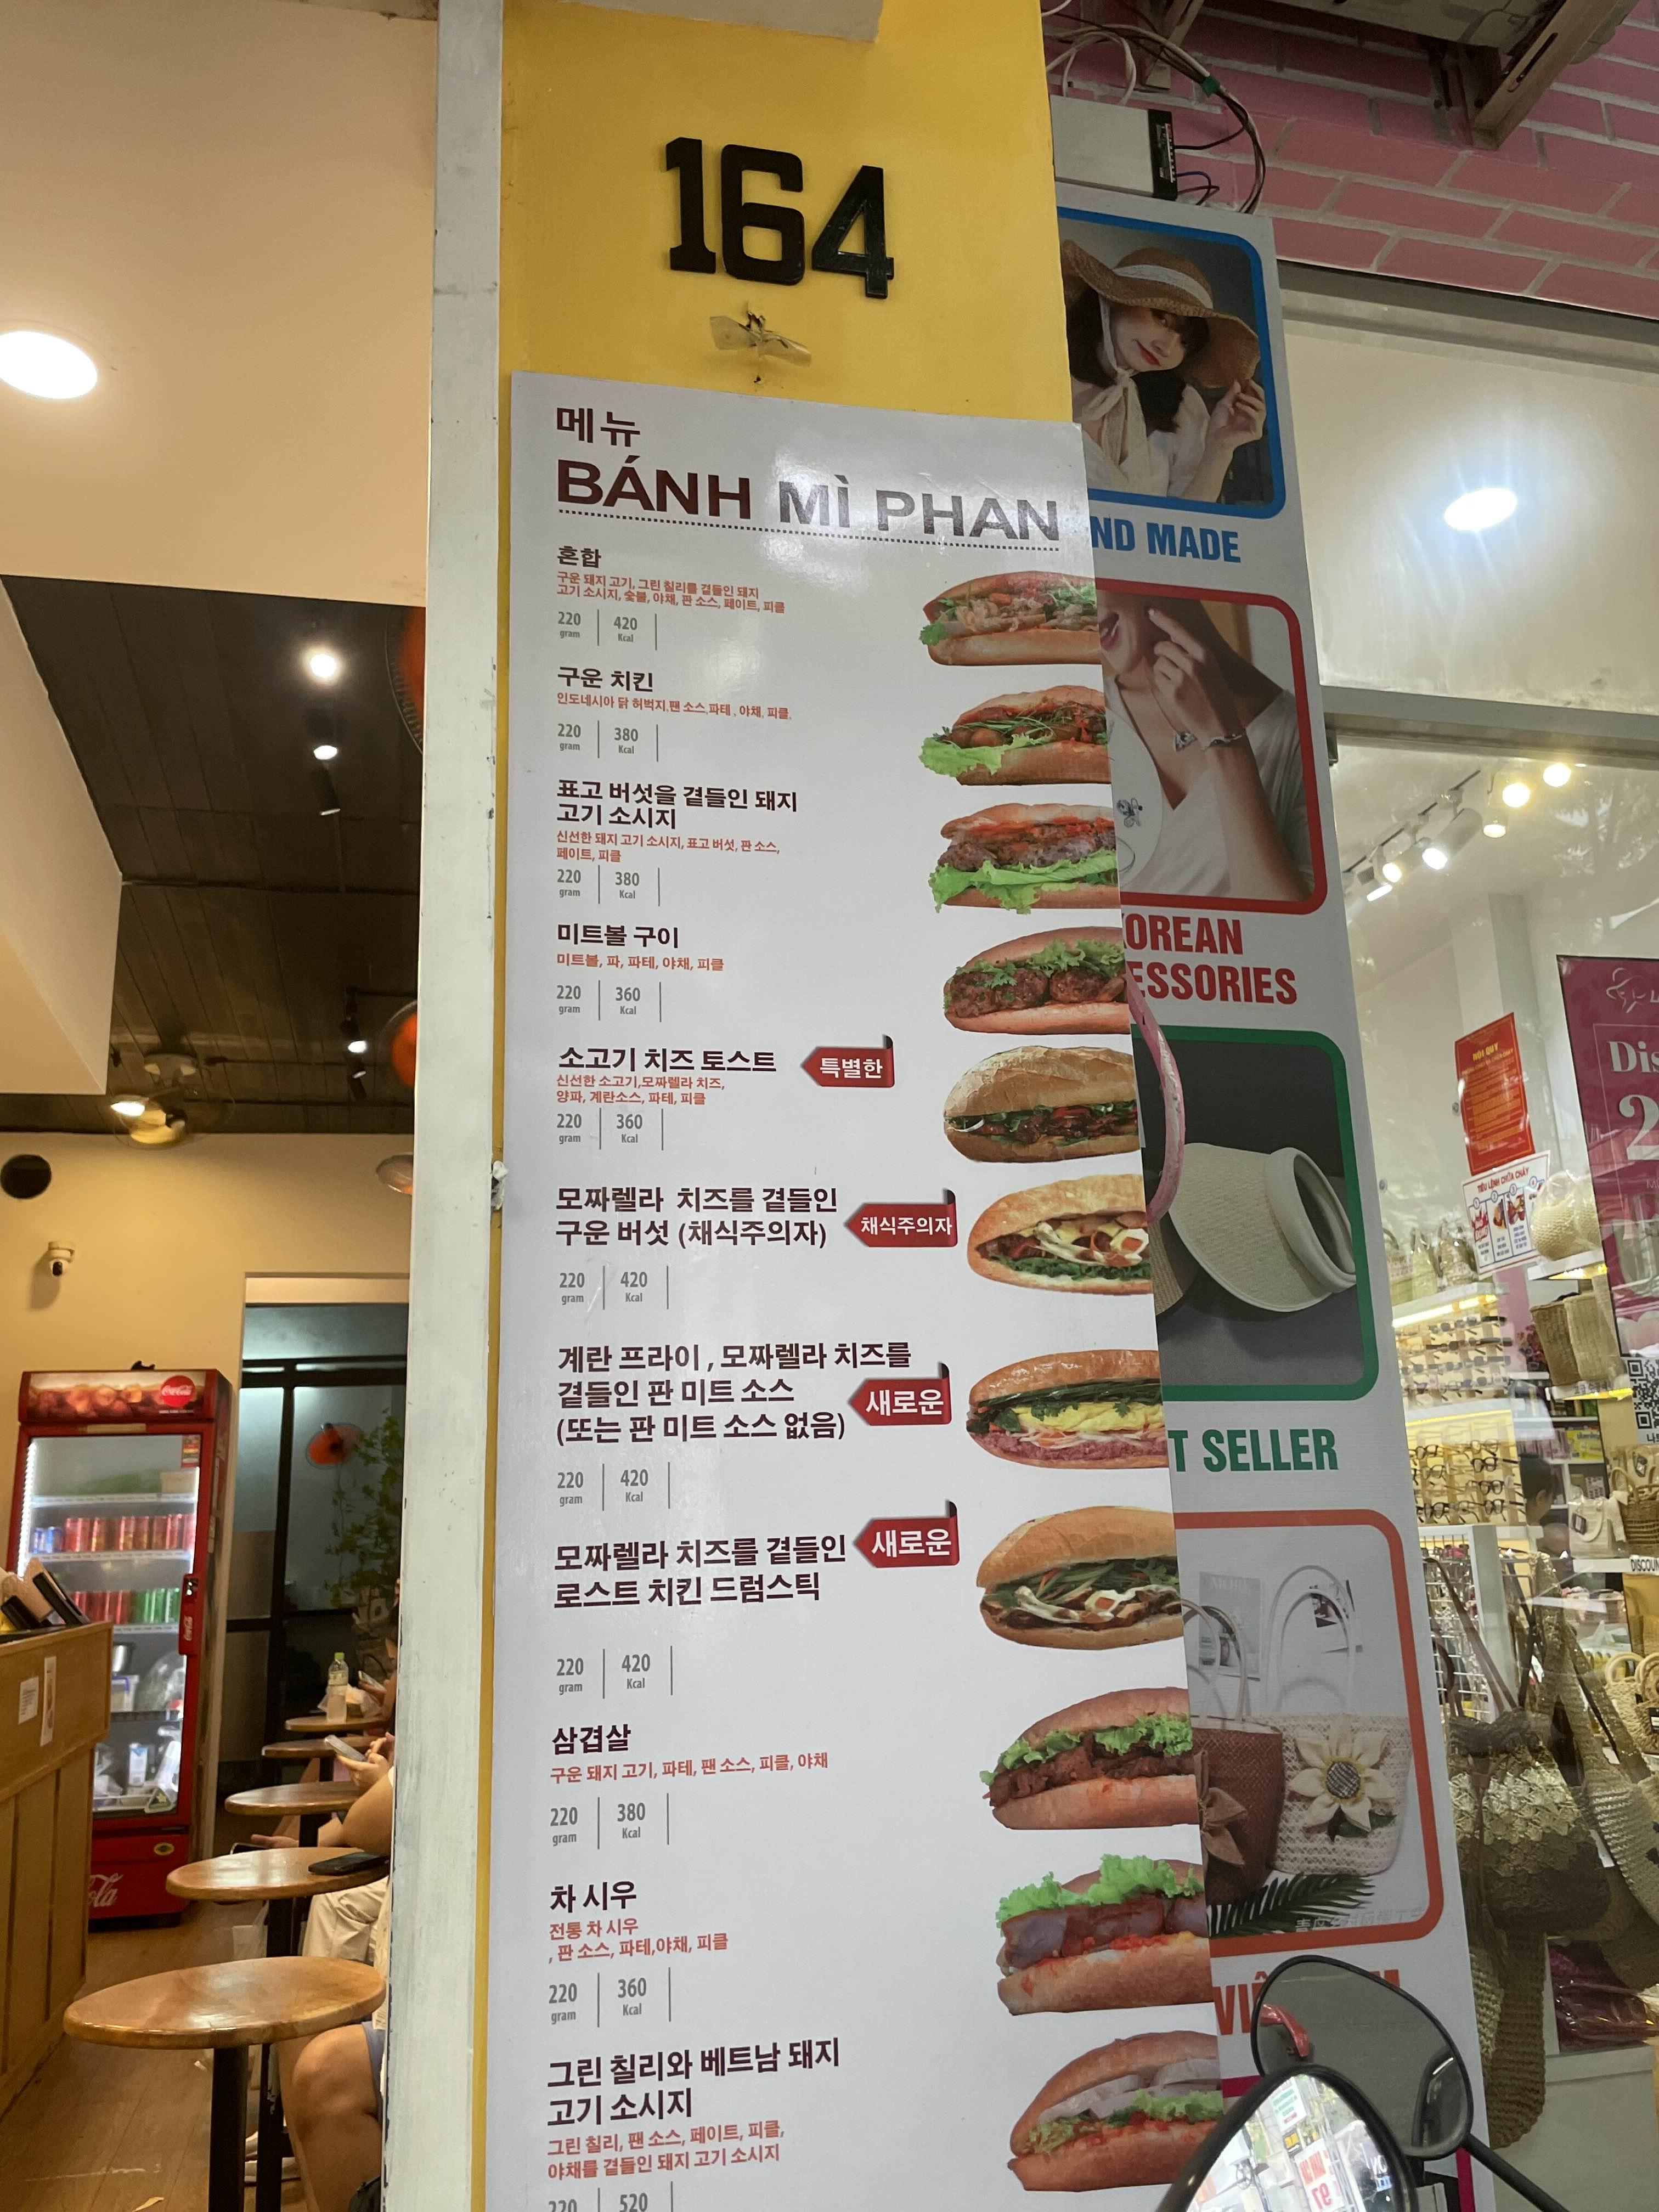 164
메뉴
BÁNH MÌ PHAN
혼합
구운 돼지 고기, 그린 칠리를 곁들인 돼지
고기 소시지, 숯불, 야채, 판 소스, 페이트, 피클
220 420
gram Kcal
구운 치킨
인도네시아 닭 허벅지,팬 소스,파테 , 야채, 피클,
220 380
gram Kcal
표고 버섯을 곁들인 돼지
고기 소시지
신선한 돼지 고기 소시지, 표고 버섯, 판 소스,
페이트, 피클
220 380
gram Kcal
미트볼 구이
미트볼, 파, 파테, 야채, 피클
220 360
gram Kcal
소고기 치즈 토스트
특별한
신선한 소고기,모짜렐라 치즈,
양파, 계란소스, 파테, 피클
220 360
gram Kcal
모짜렐라 치즈를 곁들인
구운 버섯 (채식주의자)
채식주의자
220 420
gram Kcal
계란 프라이 , 모짜렐라 치즈를
곁들인 판 미트 소스
(또는 판 미트 소스 없음)
새로운
220 420
gram Kcal
모짜렐라 치즈를 곁들인
로스트 치킨 드럼스틱
새로운
220 420
gram Kcal
삼겹살
구운 돼지 고기, 파테, 팬 소스, 피클, 야채
220 380
gram Kcal
차 시우
전통 차 시우
, 판 소스, 파테,야채, 피클
220 360
gram Kcal
그린 칠리와 베트남 돼지
고기 소시지
그린 칠리, 팬 소스, 페이트, 피클,
야채를 곁들인 돼지 고기 소시지
220 520
ND MADE
OREAN
ESSORIES
T SELLER
NỘI QUY
TIÊU LỆNH CHỮA CHÁY
Dis
2
DISCOUN
Coca-Cola